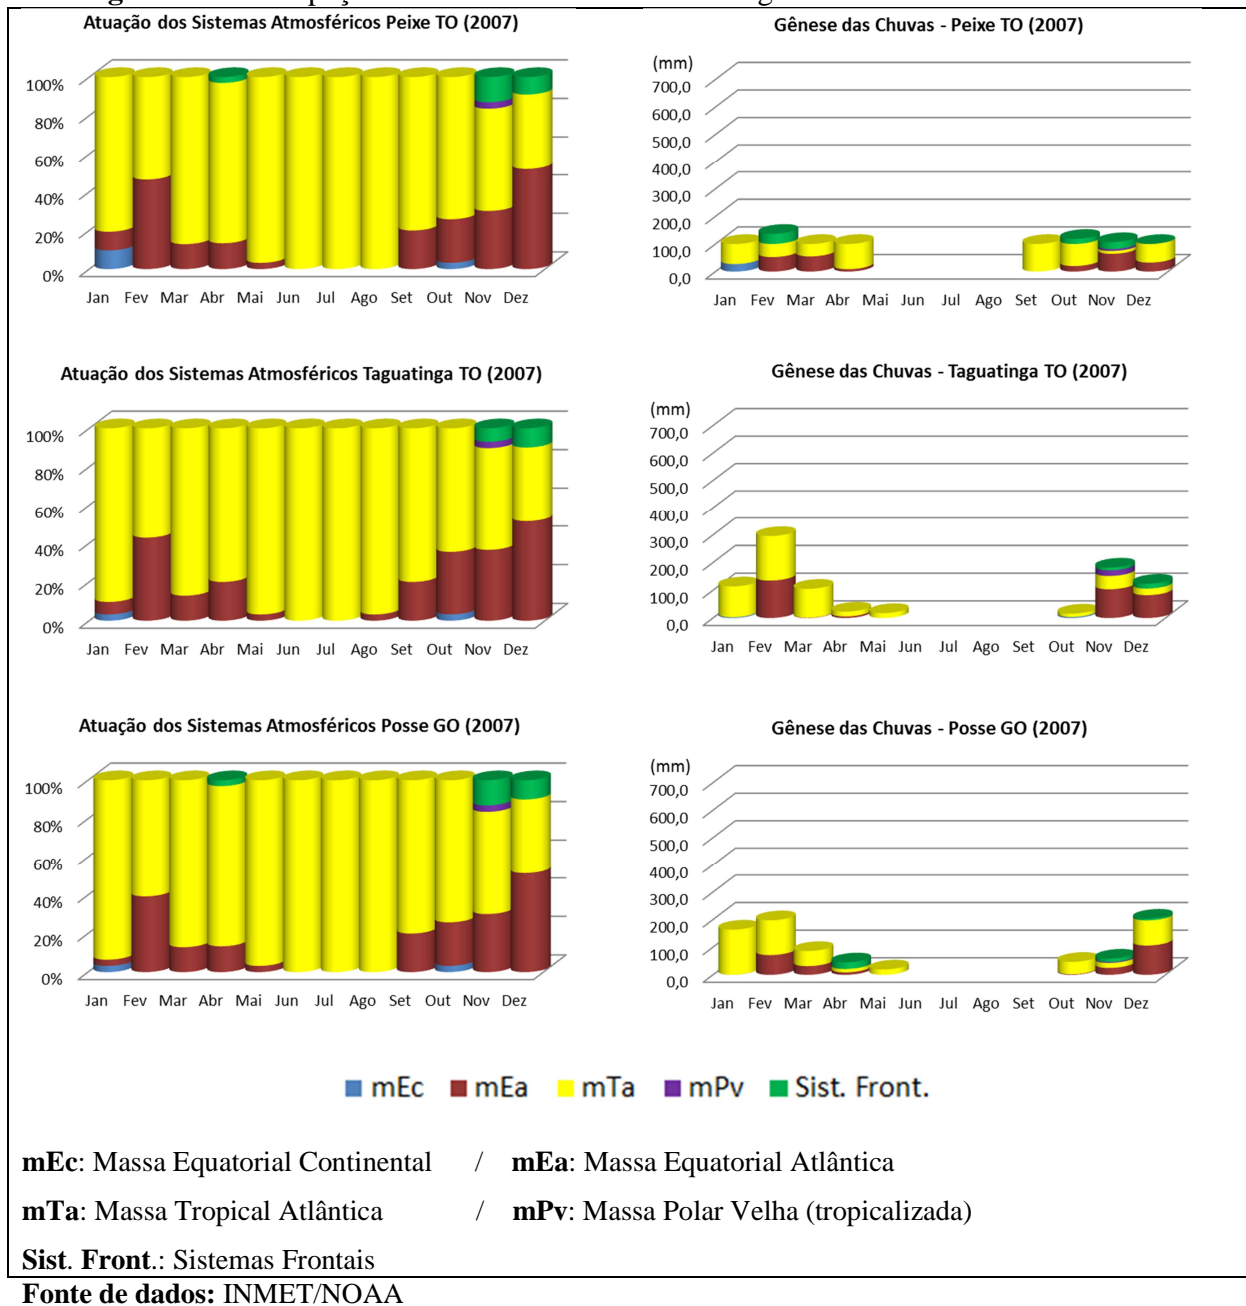 Atuação dos Sistemas Atmosféricos Peixe TO (2007)
100%
80%
60%
40%
20%
0%
Jan Fev Mar Abr Mai Jun Jul Ago Set Out Nov Dez
Gênese das Chuvas - Peixe TO (2007)
(mm)
700,0
600,0
500,0
400,0
300,0
200,0
100,0
0,0
Jan Fev Mar Abr Mai Jun Jul Ago Set Out Nov Dez
Atuação dos Sistemas Atmosféricos Taguatinga TO (2007)
100%
80%
60%
40%
20%
0%
Jan Fev Mar Abr Mai Jun Jul Ago Set Out Nov Dez
Gênese das Chuvas - Taguatinga TO (2007)
(mm)
700,0
600,0
500,0
400,0
300,0
200,0
100,0
0,0
Jan Fev Mar Abr Mai Jun Jul Ago Set Out Nov Dez
Atuação dos Sistemas Atmosféricos Posse GO (2007)
100%
80%
60%
40%
20%
0%
Jan Fev Mar Abr Mai Jun Jul Ago Set Out Nov Dez
Gênese das Chuvas - Posse GO (2007)
(mm)
700,0
600,0
500,0
400,0
300,0
200,0
100,0
0,0
Jan Fev Mar Abr Mai Jun Jul Ago Set Out Nov Dez
mEc mEa mTa mPv Sist. Front.
mEc: Massa Equatorial Continental / mEa: Massa Equatorial Atlântica
mTa: Massa Tropical Atlântica / mPv: Massa Polar Velha (tropicalizada)
Sist. Front.: Sistemas Frontais
Fonte de dados: INMET/NOAA